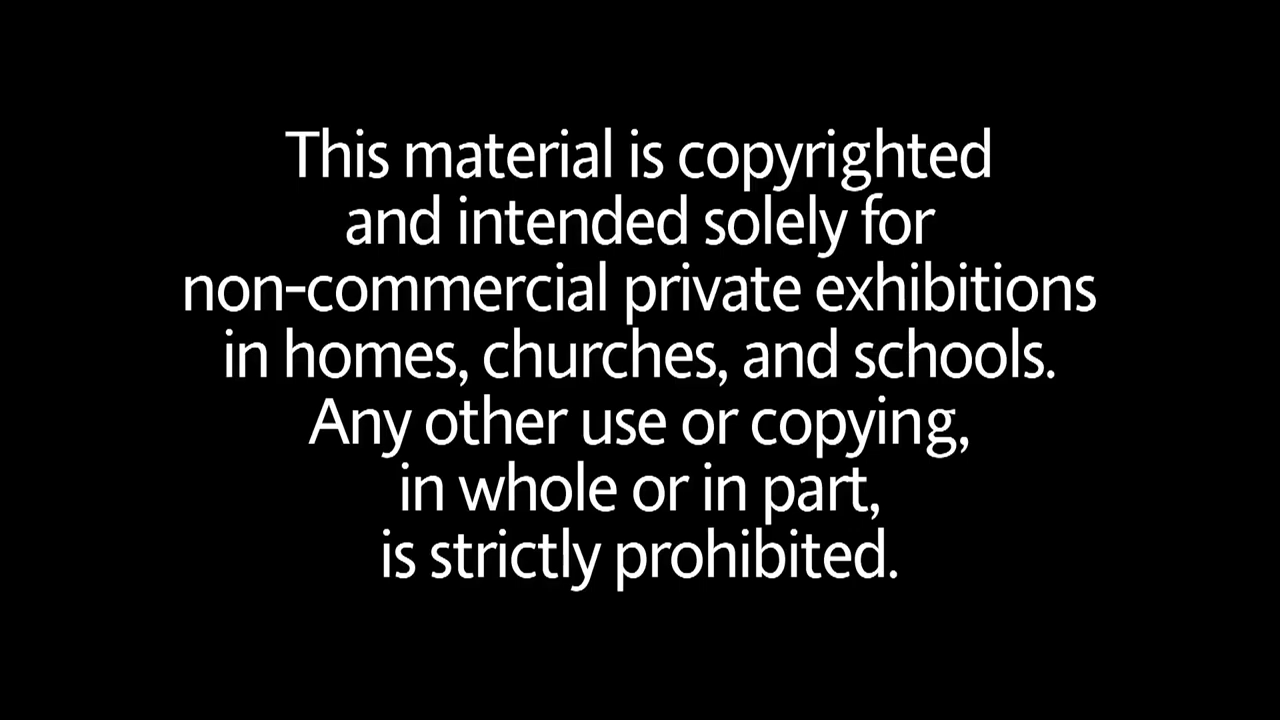 This material is copyrighted
and intended solely for
non-commercial private exhibitions
in homes, churches, and schools.
Any other use or copying,
in whole or in part,
is strictly prohibited.